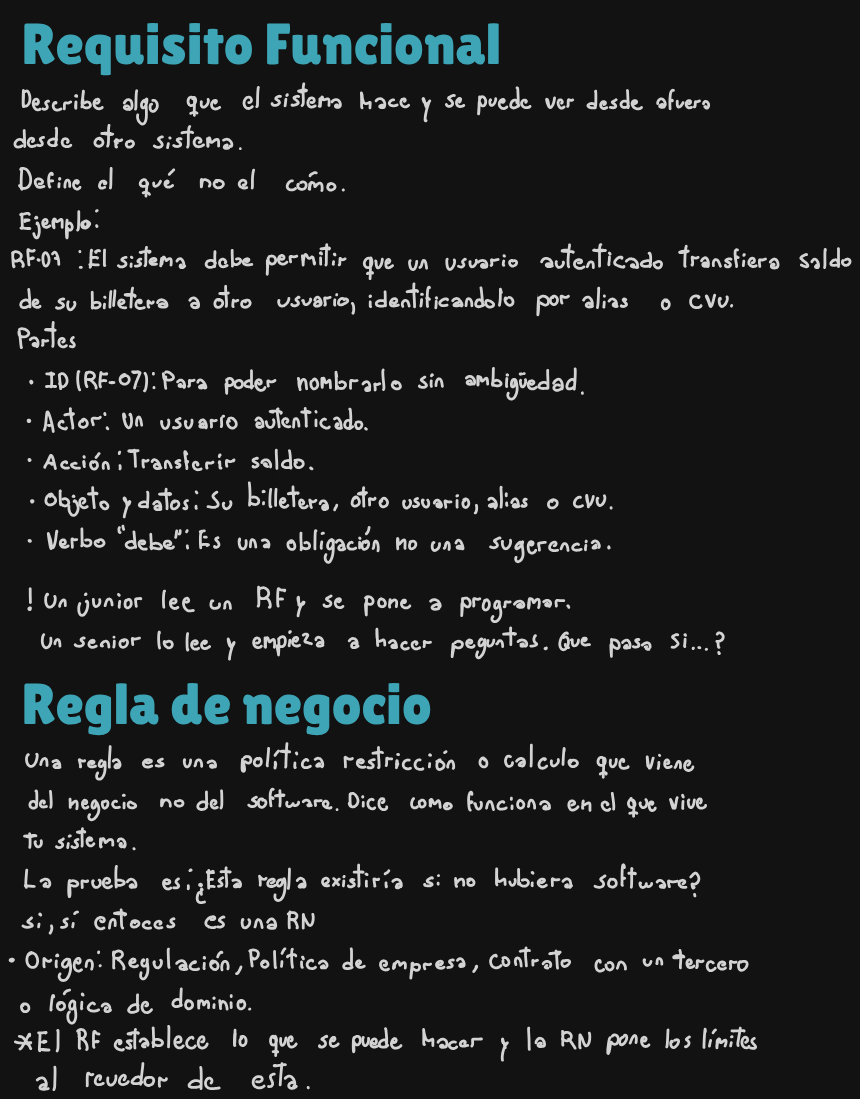 Requisito Funcional
Describe algo que el sistema hace y se puede ver desde afuera
desde otro sistema.
Define el qué no el cómo.
Ejemplo:
RF-07 : El sistema debe permitir que un usuario autenticado transfiera saldo
de su billetera a otro usuario, identificandolo por alias o CVU.
Partes
· ID (RF-07): Para poder nombrarlo sin ambigüedad.
· Actor: Un usuario autenticado.
· Acción: Transferir saldo.
· Objeto y datos: Su billetera, otro usuario, alias o CVU.
· Verbo "debe": Es una obligación no una sugerencia.
! Un junior lee un RF y se pone a programar.
Un senior lo lee y empieza a hacer peguntas. Que pasa si...?
Regla de negocio
Una regla es una política restricción o calculo que viene
del negocio no del software. Dice como funciona en el que vive
tu sistema.
La prueba es: ¿Esta regla existiría si no hubiera software?
si, sí entoces es una RN
· Origen: Regulación, Política de empresa, contrato con un tercero
o lógica de dominio.
*El RF establece lo que se puede hacer y la RN pone los límites
al revedor de esta.